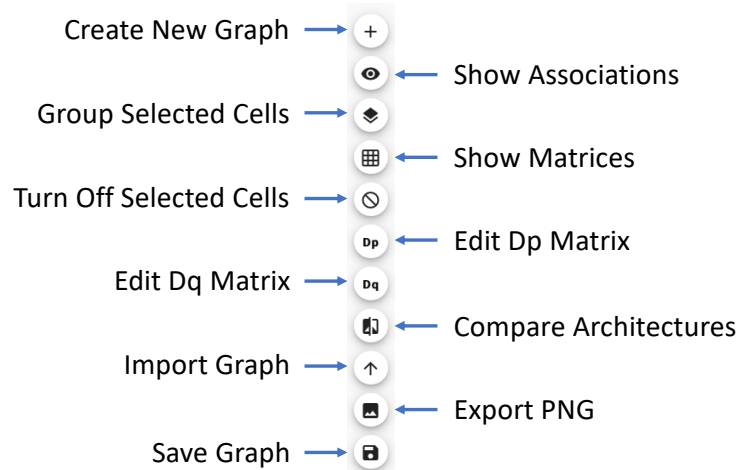 Create New Graph
Show Associations
Group Selected Cells
Show Matrices
Turn Off Selected Cells
Dp
Edit Dp Matrix
Edit Dq Matrix
Dq
Compare Architectures
Import Graph
Export PNG
Save Graph